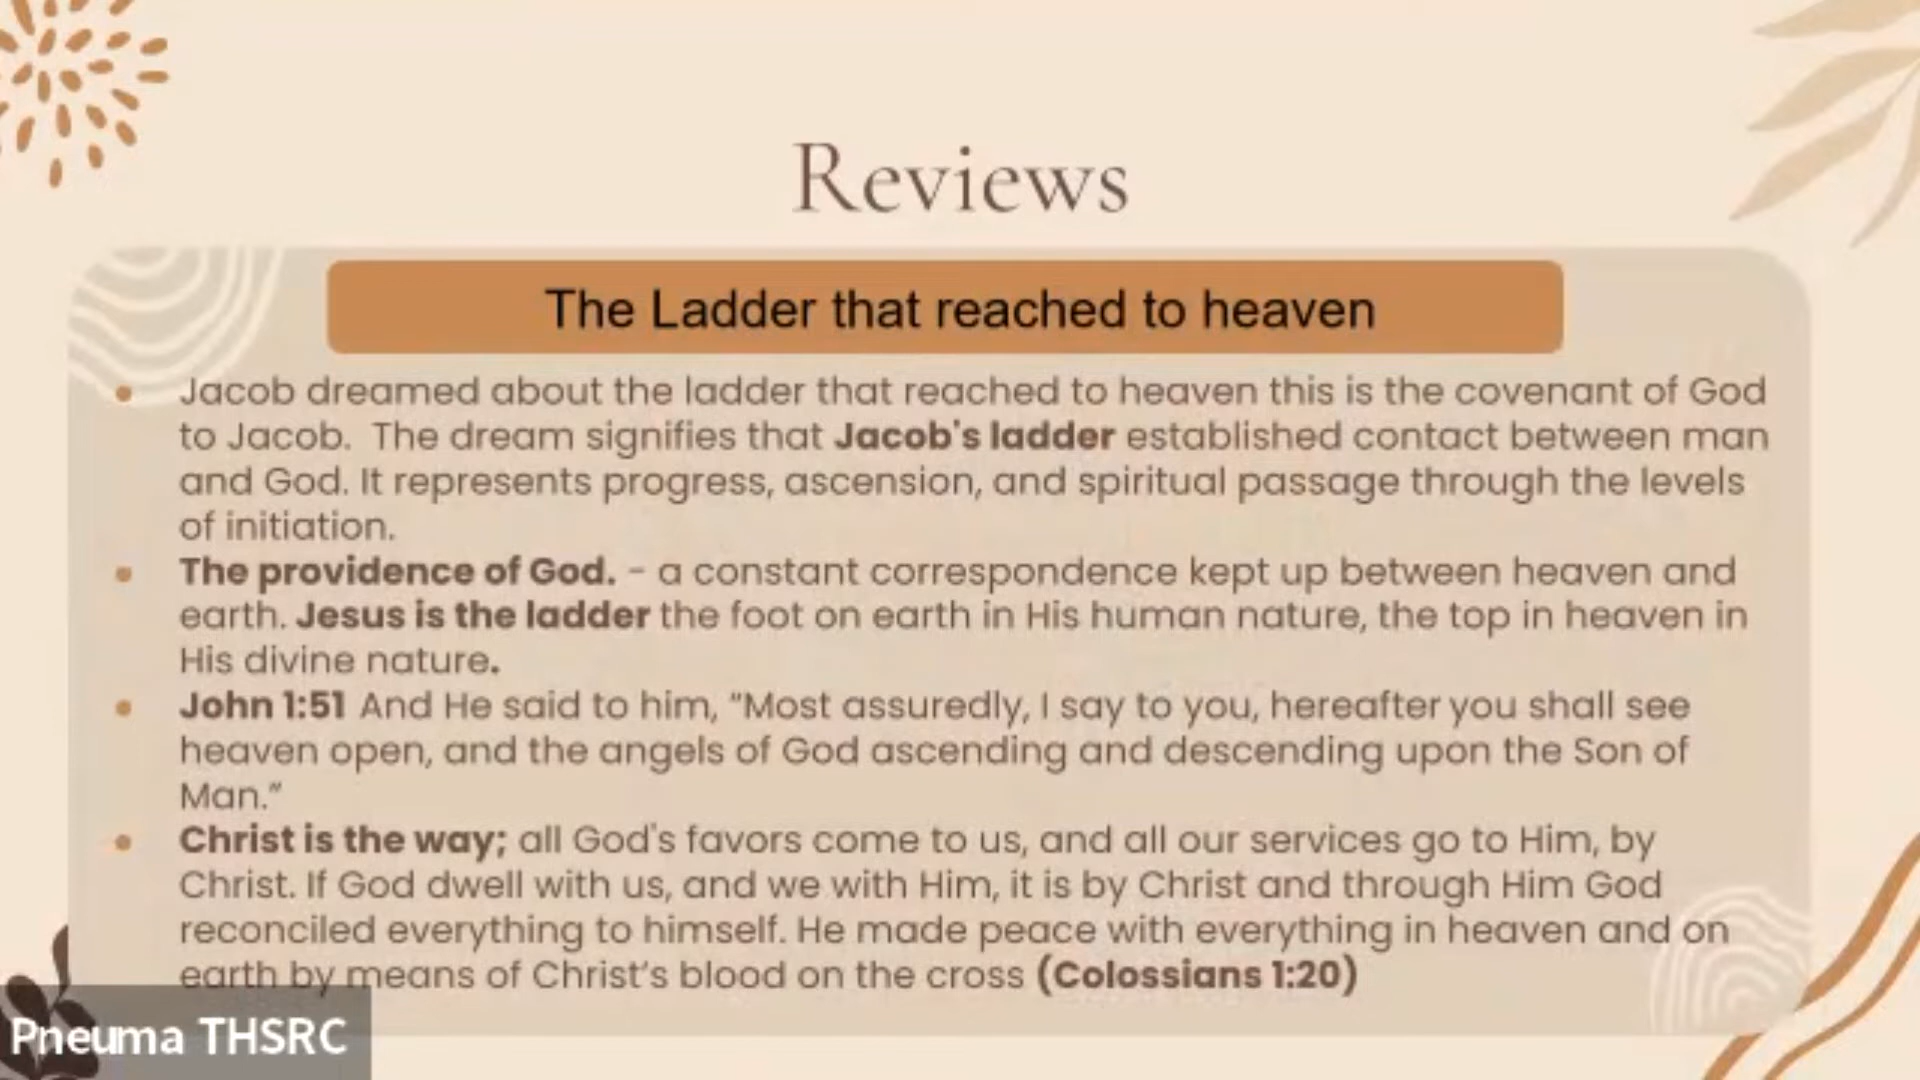 Reviews
The Ladder that reached to heaven
Jacob dreamed about the ladder that reached to heaven this is the covenant of God
to Jacob.  The dream signifies that Jacob's ladder established contact between man
and God. It represents progress, ascension, and spiritual passage through the levels
of initiation.
The providence of God. - a constant correspondence kept up between heaven and
earth. Jesus is the ladder the foot on earth in His human nature, the top in heaven in
His divine nature.
John 1:51 And He said to him, “Most assuredly, I say to you, hereafter you shall see
heaven open, and the angels of God ascending and descending upon the Son of
Man.”
Christ is the way; all God's favors come to us, and all our services go to Him, by
Christ. If God dwell with us, and we with Him, it is by Christ and through Him God
reconciled everything to himself. He made peace with everything in heaven and on
earth by means of Christ’s blood on the cross (Colossians 1:20)
Pneuma THSRC